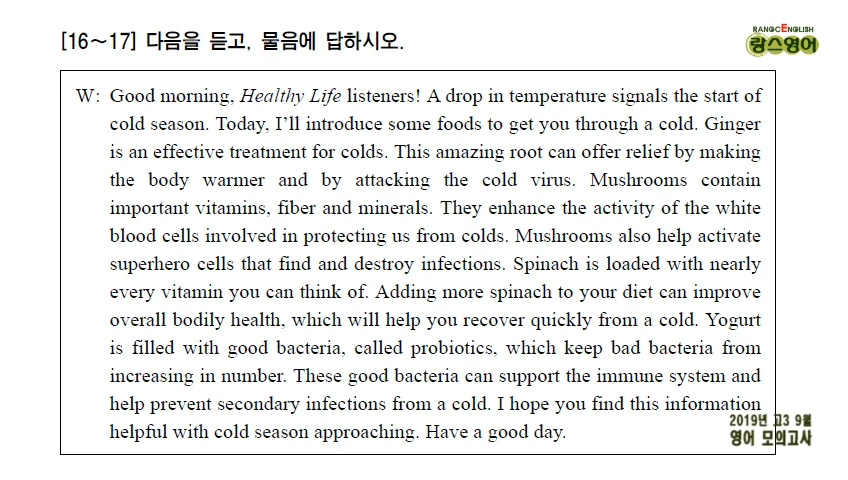 [16~17] 다음을 듣고, 물음에 답하시오.
RANGCENGLISH
랑스영어
W: Good morning, Healthy Life listeners! A drop in temperature signals the start of
cold season. Today, I'll introduce some foods to get you through a cold. Ginger
is an effective treatment for colds. This amazing root can offer relief by making
the body warmer and by attacking the cold virus. Mushrooms contain
important vitamins, fiber and minerals. They enhance the activity of the white
blood cells involved in protecting us from colds. Mushrooms also help activate
superhero cells that find and destroy infections. Spinach is loaded with nearly
every vitamin you can think of. Adding more spinach to your diet can improve
overall bodily health, which will help you recover quickly from a cold. Yogurt
is filled with good bacteria, called probiotics, which keep bad bacteria from
increasing in number. These good bacteria can support the immune system and
help prevent secondary infections from a cold. I hope you find this information
helpful with cold season approaching. Have a good day.
2019년 고3 9월
영어 모의고사